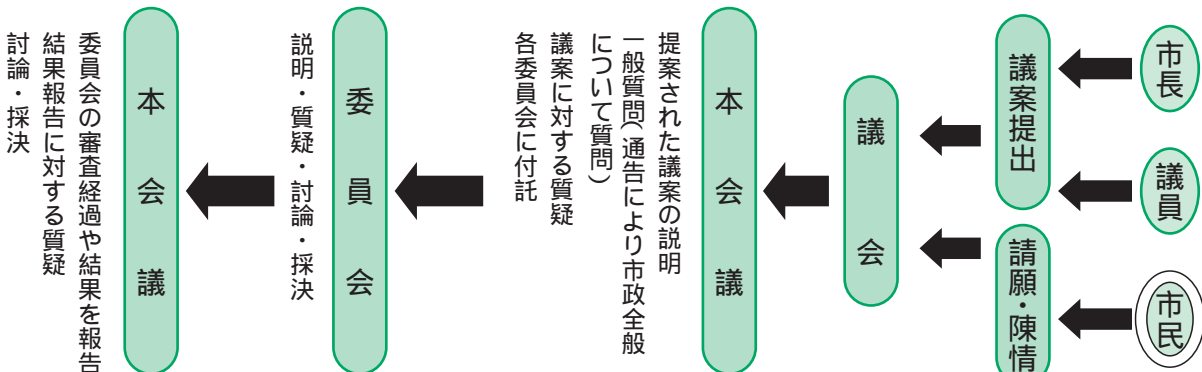 市長
議員
市民
議案提出
請願・陳情
議会
本会議
提案された議案の説明
一般質問(通告により市政全般
について質問)
議案に対する質疑
各委員会に付託
委員会
説明・質疑・討論・採決
本会議
委員会の審査経過や結果を報告
結果報告に対する質疑
討論・採決